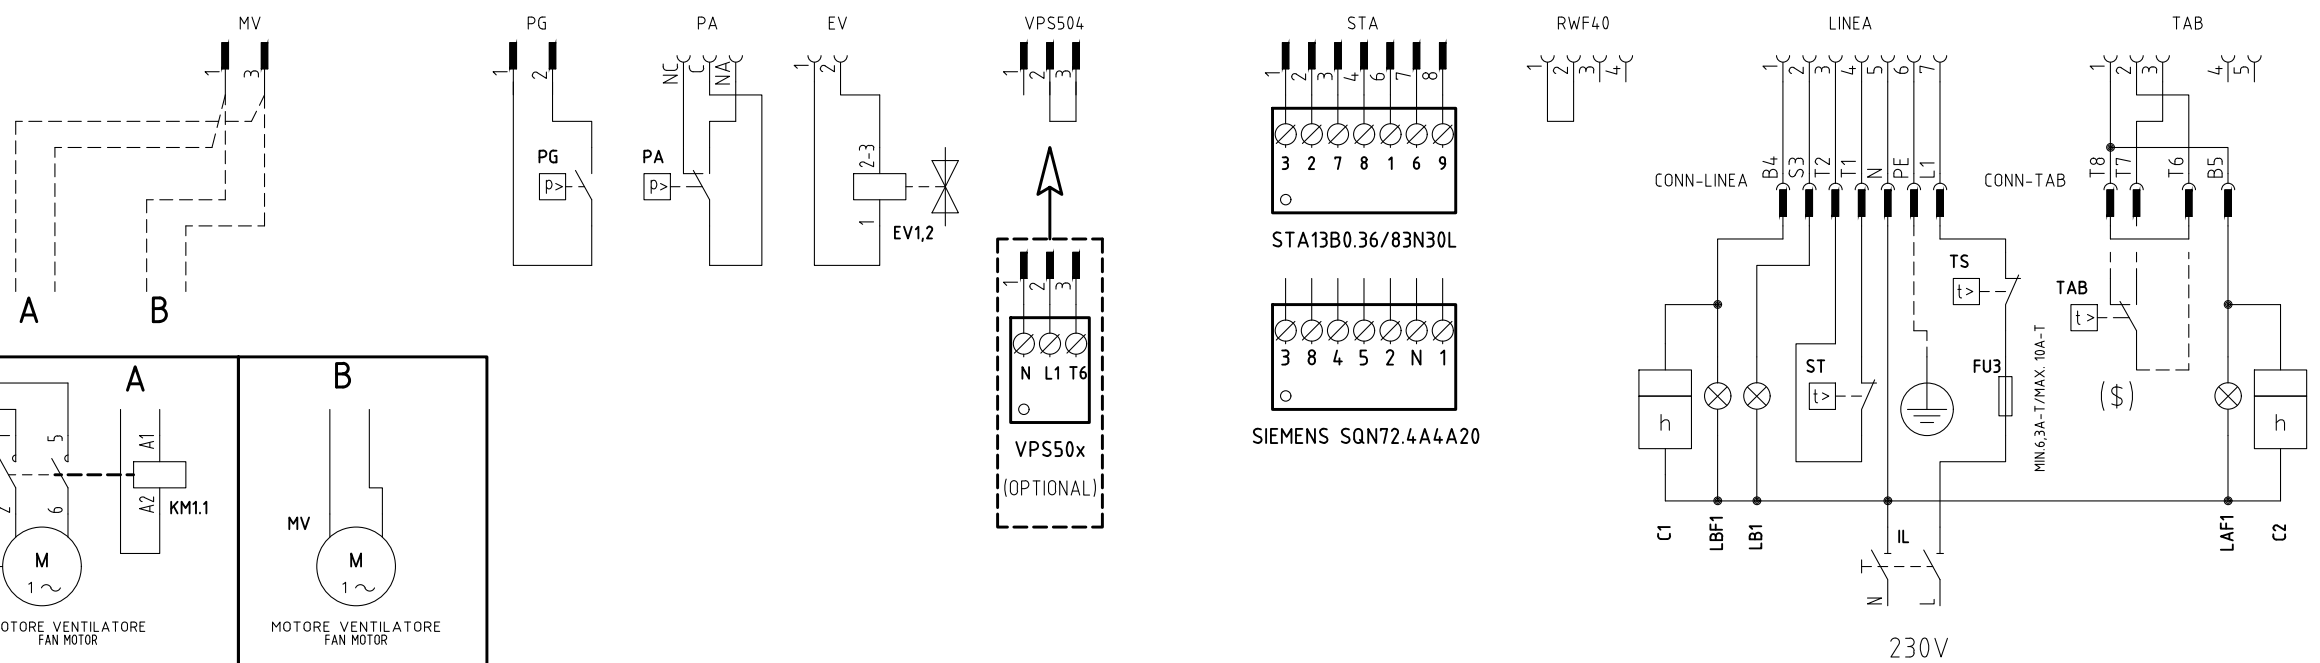 MV
PG
PA
EV
VPS504
STA
RWF40
LINEA
TAB
1
3
1
2
NC
C
NA
1
2
1
2
3
1
2
3
4
6
7
8
1
2
3
4
1
2
3
4
5
6
7
1
2
3
4
5
3 2 7 8 1 6 9
STA13B0.36/83N30L
PG
P>
PA
P>
2-3
1
EV1,2
CONN-LINEA
B4
S3
T2
T1
N
PE
L1
CONN-TAB
T8
T7
T6
B5
A
B
1
2
3
N L1 T6
VPS50x
(OPTIONAL)
3 8 4 5 2 N 1
SIEMENS SQN72.4A4A20
TS
t>
TAB
t>
ST
t>
FU3
MIN.6,3A-T/MAX. 10A-T
($)
h
h
C1
LBF1
LB1
IL
LAF1
C2
N
L
230V
A
1
5
A1
2
6
A2
KM1.1
M
1~
OTORE VENTILATORE
FAN MOTOR
B
MV
M
1~
MOTORE VENTILATORE
FAN MOTOR